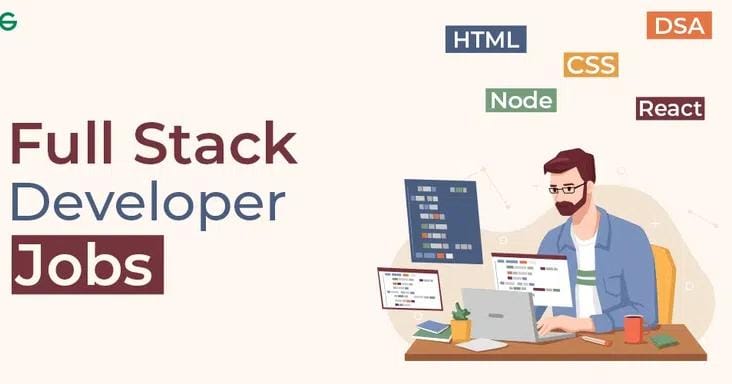 Full Stack
Developer
Jobs
HTML
DSA
CSS
Node
React